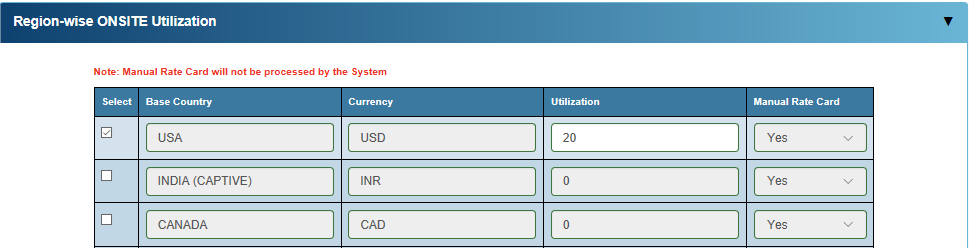 Region-wise ONSITE Utilization
Note: Manual Rate Card will not be processed by the System
Select Base Country Currency Utilization Manual Rate Card
USA USD 20 Yes
INDIA (CAPTIVE) INR 0 Yes
CANADA CAD 0 Yes